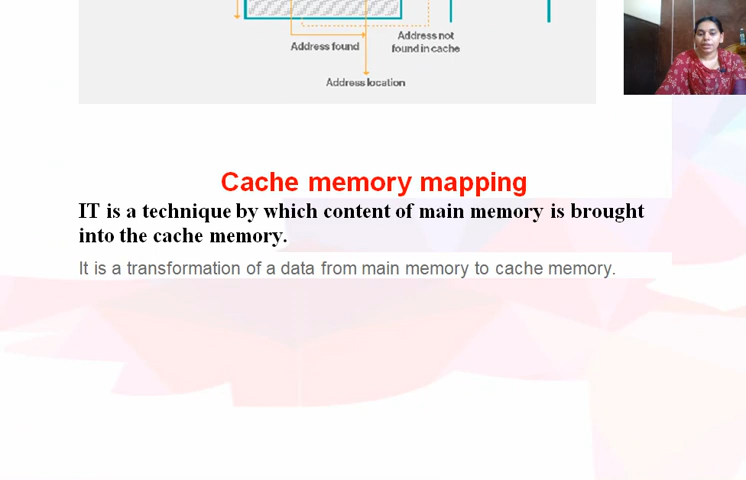 Address found
Address not
found in cache
Address location
Cache memory mapping
IT is a technique by which content of main memory is brought
into the cache memory.
It is a transformation of a data from main memory to cache memory.